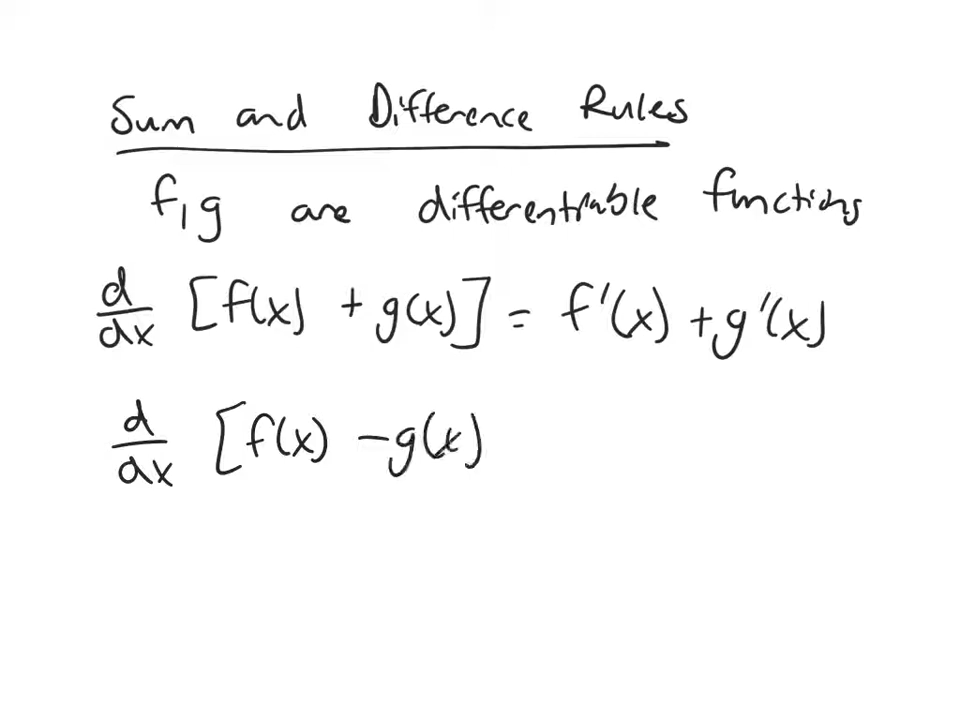 Sum and Difference Rules
f, g are differentiable functions
d/dx [f(x) + g(x)] = f'(x) + g'(x)
d/dx [f(x) - g(x)